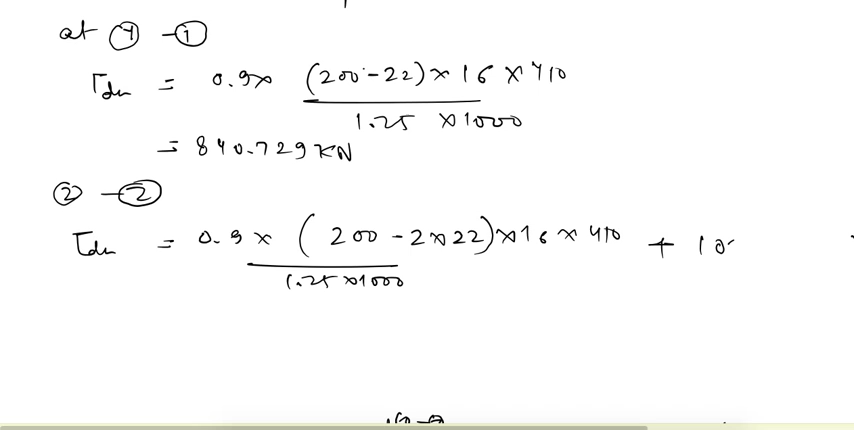 at ① - ①
Tdn = 0.9 × (200 - 22) × 16 × 410
1.25 × 1000
= 840.729 KN
② - ②
Tdn = 0.9 × (200 - 2 × 22) × 16 × 410 + 10
1.25 × 1000